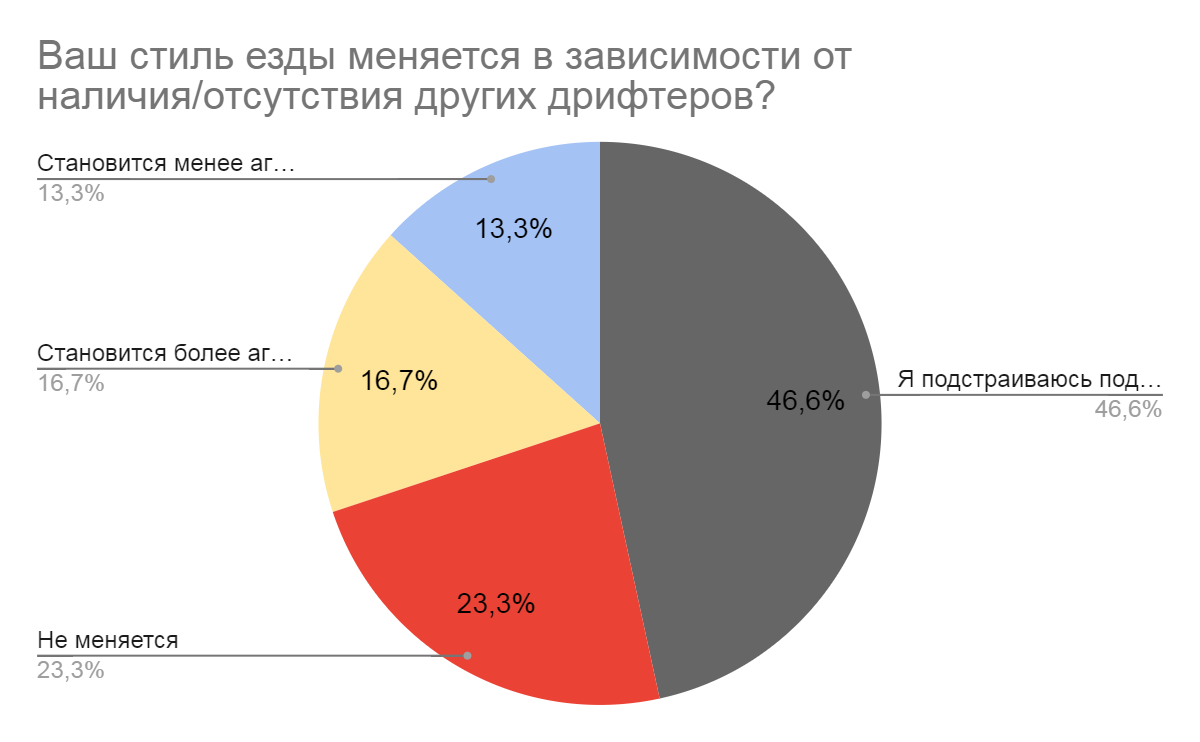 Ваш стиль езды меняется в зависимости от
наличия/отсутствия других дрифтеров?
Становится менее аг…
13,3%
13,3%
Становится более аг…
16,7%
16,7%
Я подстраиваюсь под…
46,6%
46,6%
23,3%
Не меняется
23,3%